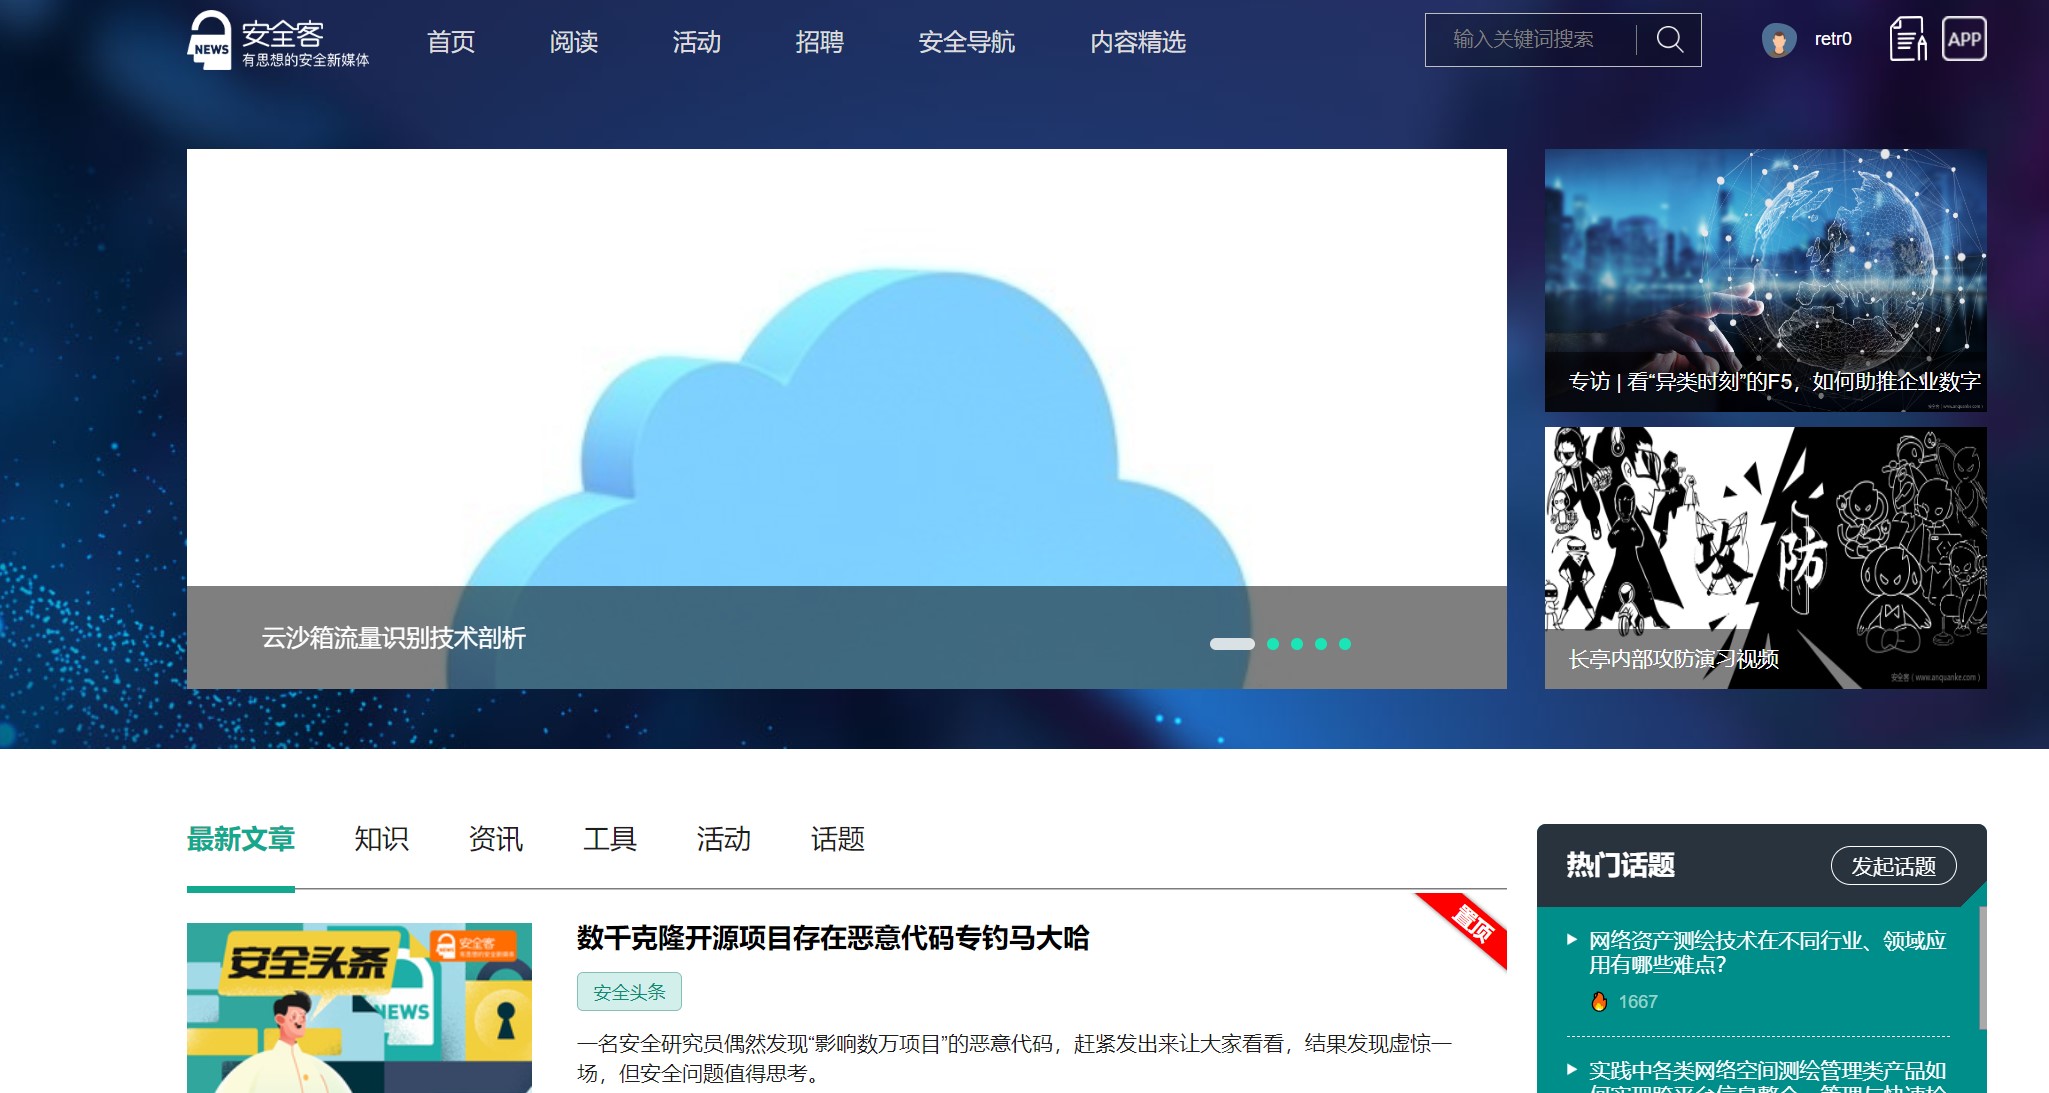 NEWS
安全客
有思想的安全新媒体
首页
阅读
活动
招聘
安全导航
内容精选
输入关键词搜索
retr0
APP
专访 | 看“异类时刻”的F5，如何助推企业数字
云沙箱流量识别技术剖析
攻防
长亭内部攻防演习视频
安全客 ( www.anquanke.com )
最新文章
知识
资讯
工具
活动
话题
热门话题
发起话题
置顶
数千克隆开源项目存在恶意代码专钓马大哈
安全头条
一名安全研究员偶然发现“影响数万项目”的恶意代码，赶紧发出来让大家看看，结果发现虚惊一
场，但安全问题值得思考。
安全头条
安全客
NEWS
网络资产测绘技术在不同行业、领域应
用有哪些难点？
1667
实践中各类网络空间测绘管理类产品如